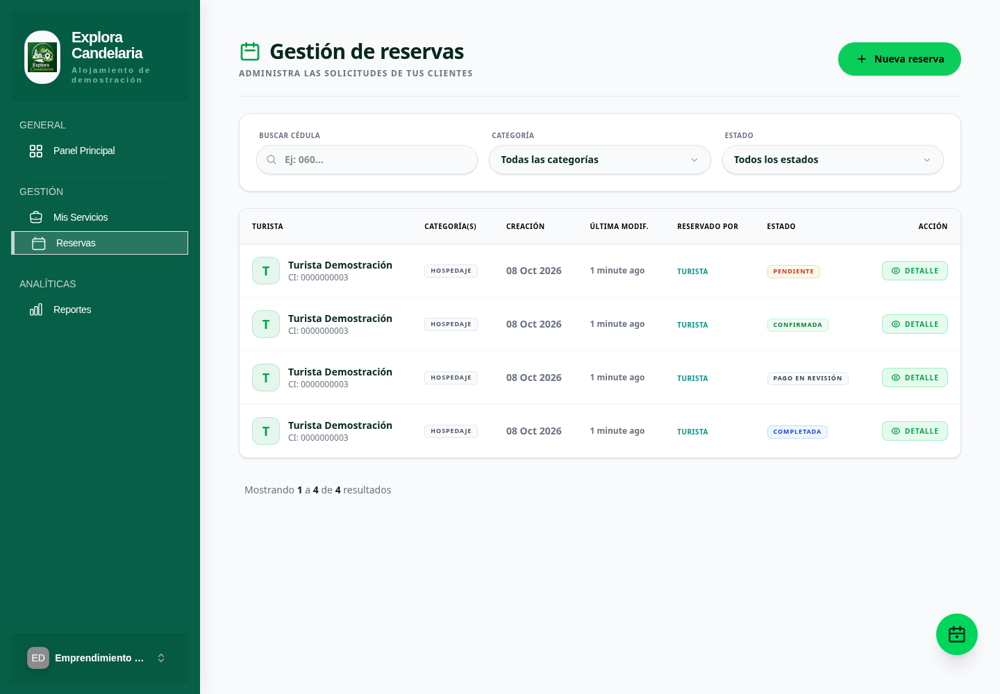 Explora
Candelaria
Alojamiento de
demostración
Explora
Candelaria
GENERAL
Panel Principal
GESTIÓN
Mis Servicios
Reservas
ANALÍTICAS
Reportes
ED Emprendimiento ...
Gestión de reservas
ADMINISTRA LAS SOLICITUDES DE TUS CLIENTES
Nueva reserva
BUSCAR CÉDULA CATEGORÍA ESTADO
Ej: 060... Todas las categorías Todos los estados
TURISTA CATEGORÍA(S) CREACIÓN ÚLTIMA MODIF. RESERVADO POR ESTADO ACCIÓN
T Turista Demostración HOSPEDAJE 08 Oct 2026 1 minute ago TURISTA PENDIENTE DETALLE
CI: 0000000003
T Turista Demostración HOSPEDAJE 08 Oct 2026 1 minute ago TURISTA CONFIRMADA DETALLE
CI: 0000000003
T Turista Demostración HOSPEDAJE 08 Oct 2026 1 minute ago TURISTA PAGO EN REVISIÓN DETALLE
CI: 0000000003
T Turista Demostración HOSPEDAJE 08 Oct 2026 1 minute ago TURISTA COMPLETADA DETALLE
CI: 0000000003
Mostrando 1 a 4 de 4 resultados